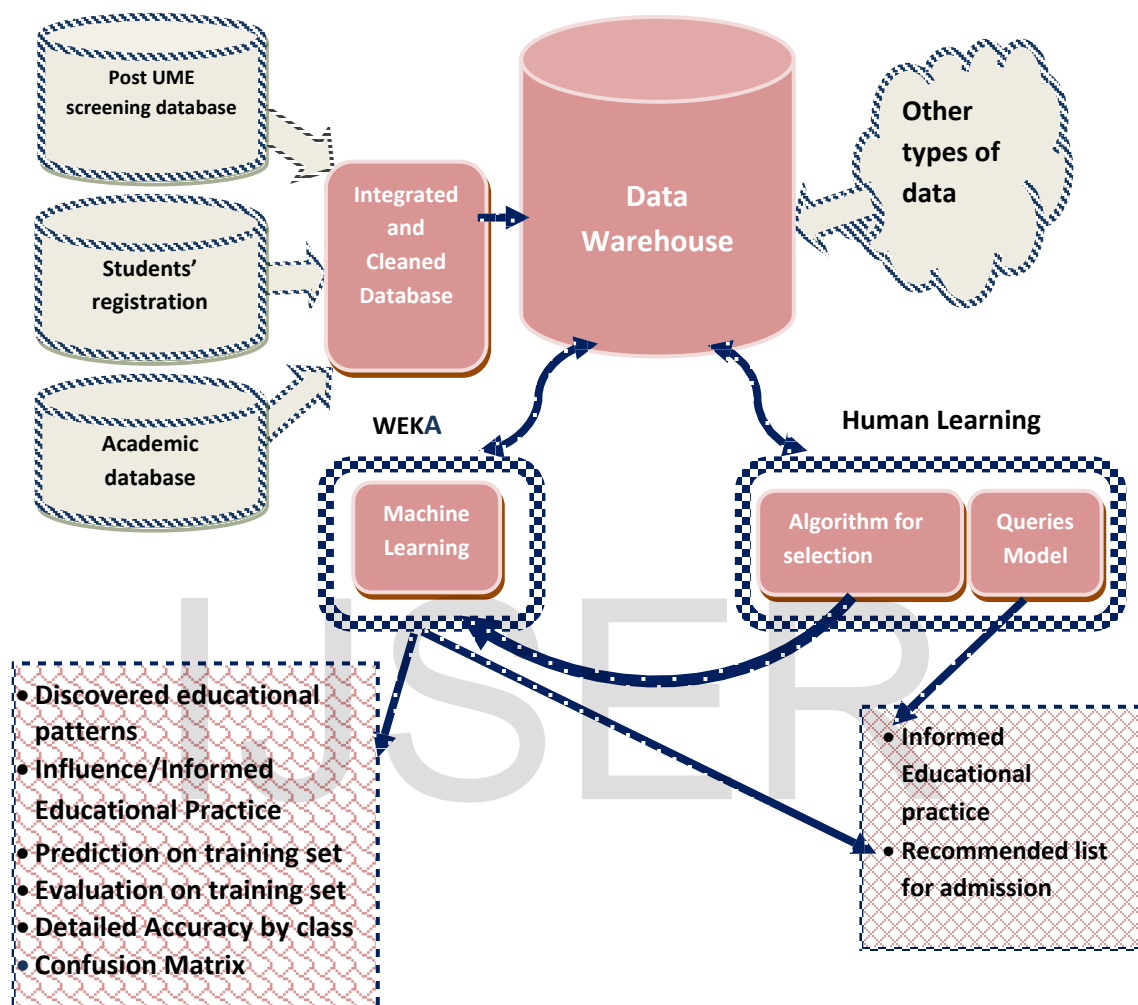 Post UME
screening database
Students’
registration
Academic
database
Integrated
and
Cleaned
Database
Data
Warehouse
Other
types of
data
WEKA
Machine
Learning
Human Learning
Algorithm for
selection
Queries
Model
IJSER
• Discovered educational
patterns
• Influence/Informed
Educational Practice
• Prediction on training set
• Evaluation on training set
• Detailed Accuracy by class
• Confusion Matrix
• Informed
Educational
practice
• Recommended list
for admission